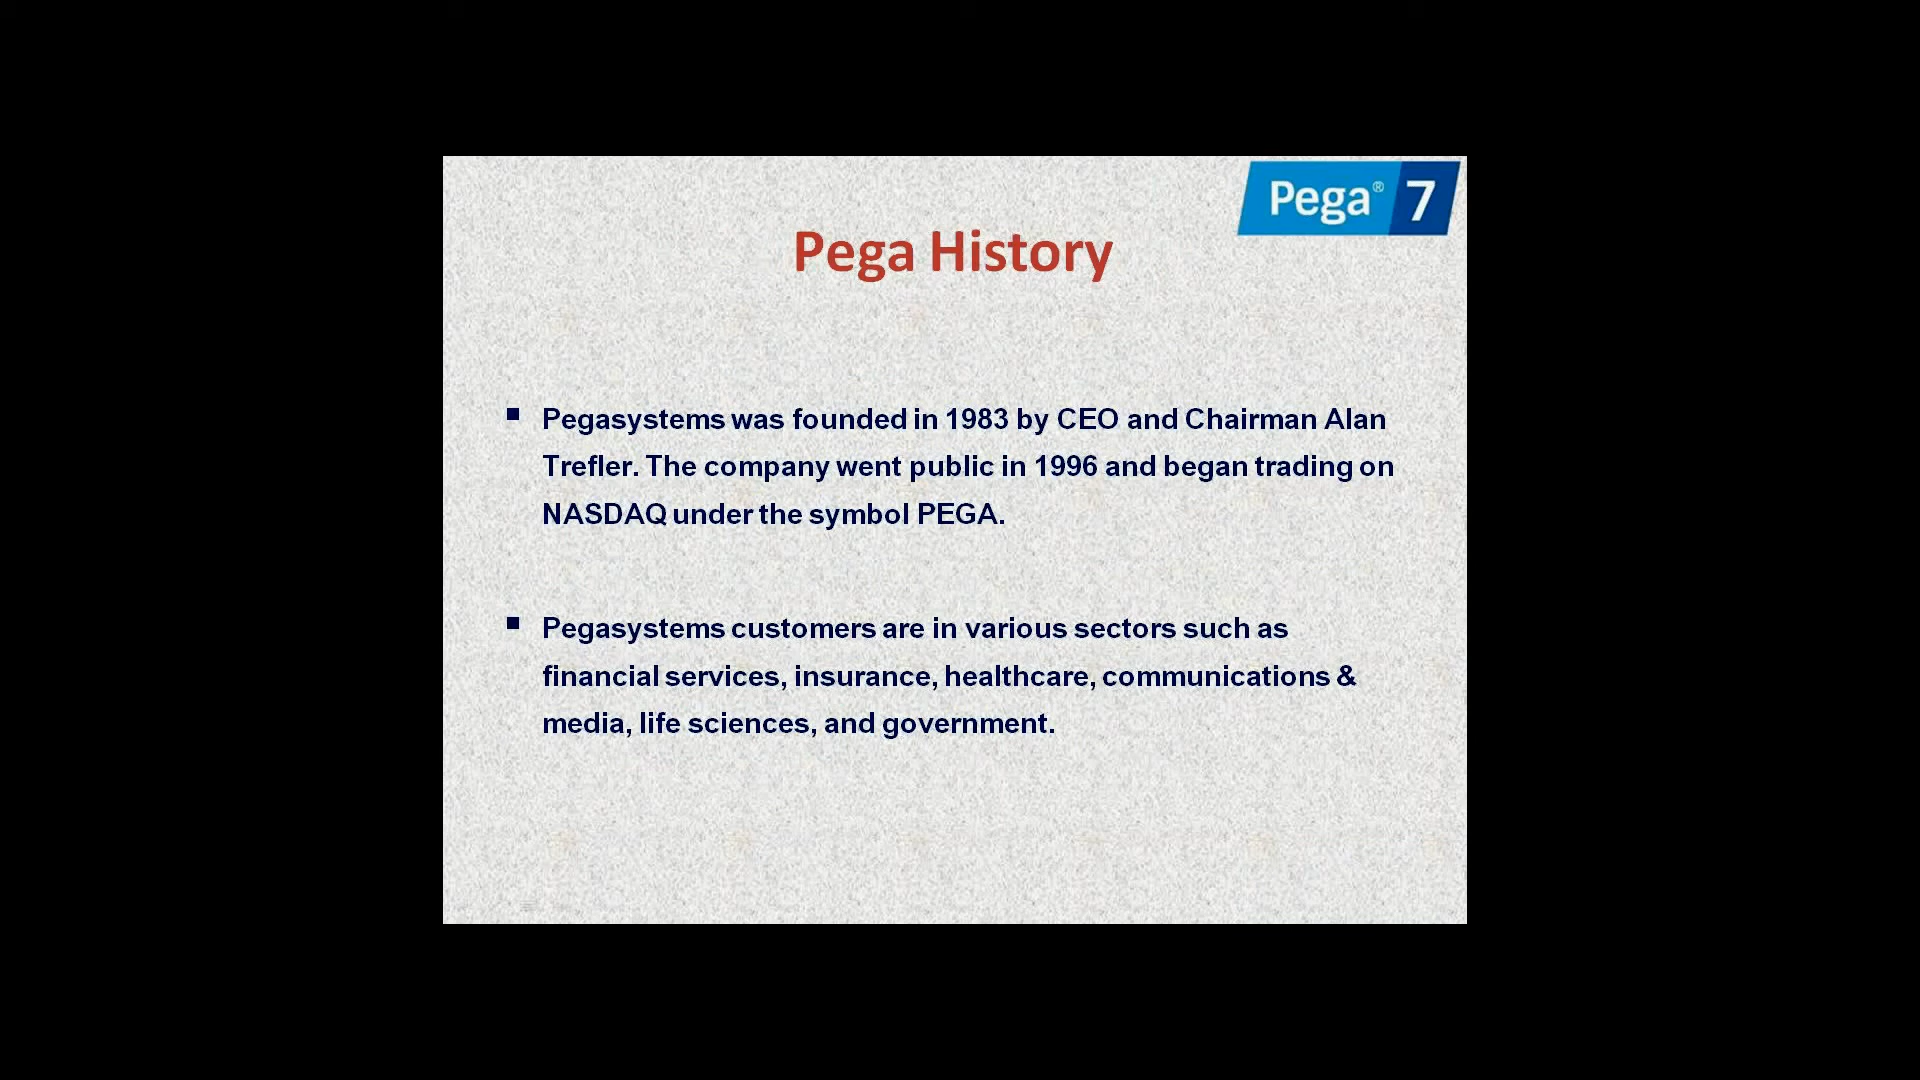 Pega® 7
Pega History
▪ Pegasystems was founded in 1983 by CEO and Chairman Alan
Trefler. The company went public in 1996 and began trading on
NASDAQ under the symbol PEGA.
▪ Pegasystems customers are in various sectors such as
financial services, insurance, healthcare, communications &
media, life sciences, and government.